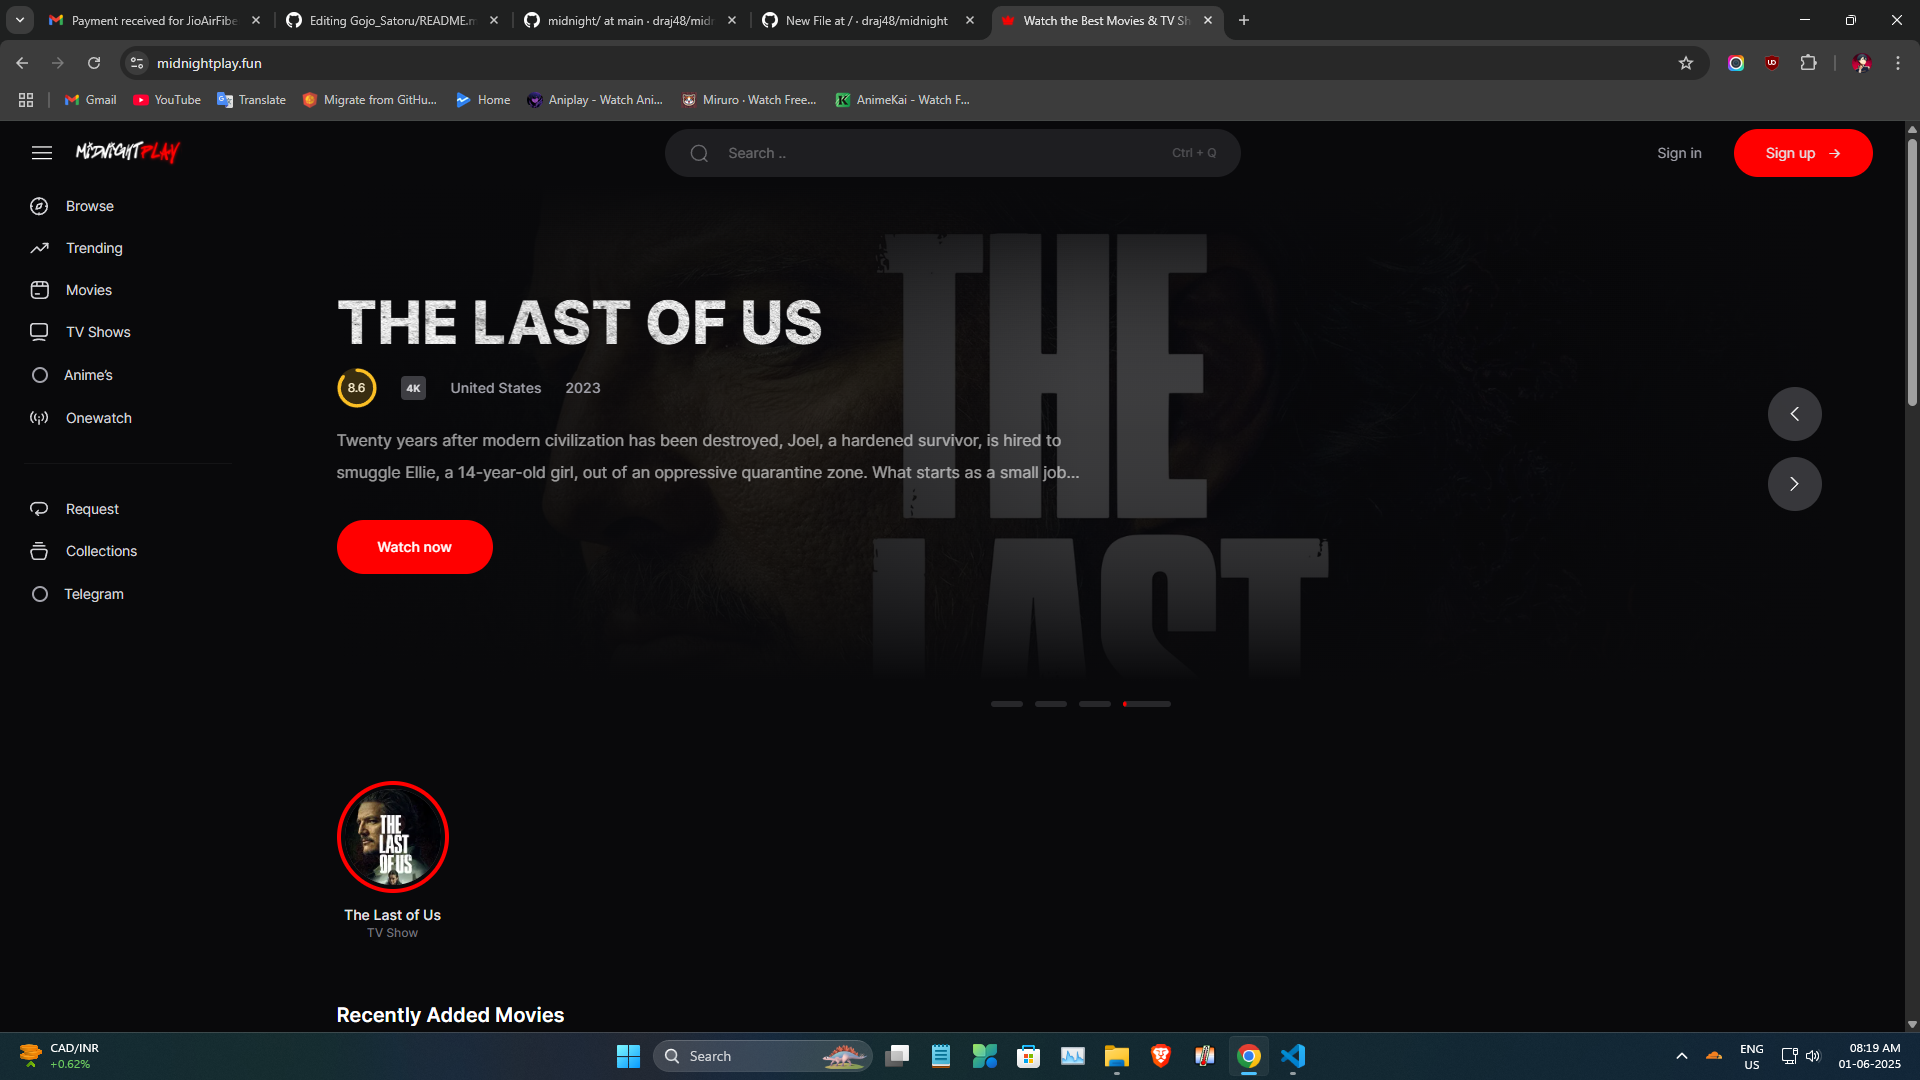 Payment received for JioAirFibe
Editing Gojo_Satoru/README.m
midnight/ at main · draj48/midn
New File at / · draj48/midnight
Watch the Best Movies & TV Sh
midnightplay.fun
Gmail
YouTube
Translate
Migrate from GitHu...
Home
Aniplay - Watch Ani...
Miruro · Watch Free...
AnimeKai - Watch F...
MIDNIGHTPLAY
Search ..
Ctrl + Q
Sign in
Sign up
Browse
Trending
Movies
TV Shows
Anime's
Onewatch
Request
Collections
Telegram
THE LAST OF US
8.6
4K
United States
2023
Twenty years after modern civilization has been destroyed, Joel, a hardened survivor, is hired to
smuggle Ellie, a 14-year-old girl, out of an oppressive quarantine zone. What starts as a small job...
Watch now
THE
LAST
THE
LAST
OF US
The Last of Us
TV Show
Recently Added Movies
CAD/INR
+0.62%
Search
ENG
US
08:19 AM
01-06-2025